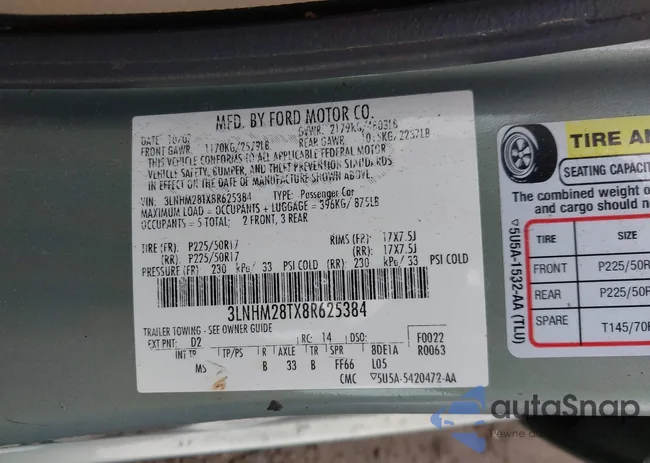 MFD. BY FORD MOTOR CO.
DATE: 10/07 GVWR: 2179KG/4803LB
FRONT GAWR: 1170KG/2579LB REAR GAWR: 1015KG/2237LB
THIS VEHICLE CONFORMS TO ALL APPLICABLE FEDERAL MOTOR
VEHICLE SAFETY, BUMPER, AND THEFT PREVENTION STANDARDS
IN EFFECT ON THE DATE OF MANUFACTURE SHOWN ABOVE.
VIN: 3LNHM28TX8R625384 TYPE: Passenger Car
MAXIMUM LOAD = OCCUPANTS + LUGGAGE = 396KG/ 875LB
OCCUPANTS = 5 TOTAL; 2 FRONT, 3 REAR
TIRE (FR): P225/50R17 RIMS (FR): 17X7.5J
(RR): P225/50R17 (RR): 17X7.5J
PRESSURE (FR): 230 kPa/ 33 PSI COLD (RR): 230 kPa/ 33 PSI COLD
3LNHM28TX8R625384
TRAILER TOWING - SEE OWNER GUIDE
EXT PNT: D2 RC: 14 DSO: F0022
INT TR TP/PS R AXLE TR SPR 8DE1A R0063
MS B 33 B FF66 L05
CMC ▽5U5A-5420472-AA
TIRE AN
SEATING CAPACIT
The combined weight o
and cargo should n
TIRE SIZE
FRONT P225/50R
REAR P225/50R
SPARE T145/70R
▽5U5A-1532-AA (TLU)
autoSnap